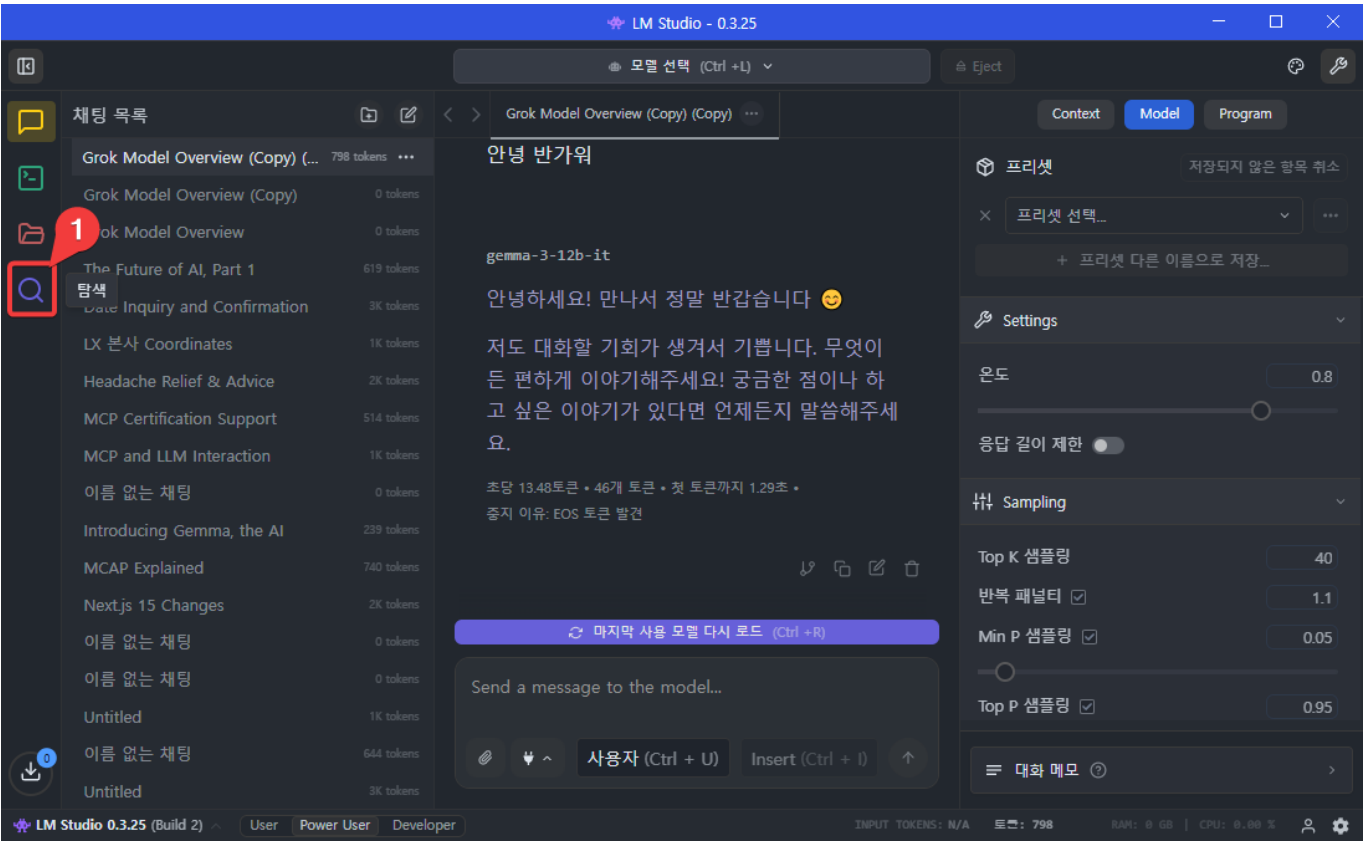 LM Studio - 0.3.25
모델 선택 (Ctrl +L)
Eject
채팅 목록
Grok Model Overview (Copy) (... 798 tokens
Grok Model Overview (Copy) 0 tokens
Grok Model Overview 0 tokens
The Future of AI, Part 1 619 tokens
Date Inquiry and Confirmation 3K tokens
LX 본사 Coordinates 1K tokens
Headache Relief & Advice 2K tokens
MCP Certification Support 514 tokens
MCP and LLM Interaction 1K tokens
이름 없는 채팅 0 tokens
Introducing Gemma, the AI 239 tokens
MCAP Explained 740 tokens
Next.js 15 Changes 2K tokens
이름 없는 채팅 0 tokens
이름 없는 채팅 0 tokens
Untitled 1K tokens
이름 없는 채팅 644 tokens
Untitled 3K tokens
1
탐색
0
Grok Model Overview (Copy) (Copy) ...
안녕 반가워
gemma-3-12b-it
안녕하세요! 만나서 정말 반갑습니다 😊
저도 대화할 기회가 생겨서 기쁩니다. 무엇이
든 편하게 이야기해주세요! 궁금한 점이나 하
고 싶은 이야기가 있다면 언제든지 말씀해주세
요.
초당 13.48토큰 • 46개 토큰 • 첫 토큰까지 1.29초 •
중지 이유: EOS 토큰 발견
마지막 사용 모델 다시 로드 (Ctrl +R)
Send a message to the model...
사용자 (Ctrl + U)
Insert (Ctrl + I)
Context
Model
Program
프리셋
저장되지 않은 항목 취소
프리셋 선택...
+ 프리셋 다른 이름으로 저장...
Settings
온도 0.8
응답 길이 제한
Sampling
Top K 샘플링 40
반복 패널티 1.1
Min P 샘플링 0.05
Top P 샘플링 0.95
대화 메모
LM Studio 0.3.25 (Build 2)
User
Power User
Developer
INPUT TOKENS: N/A
토큰: 798
RAM: 0 GB | CPU: 0.00 %